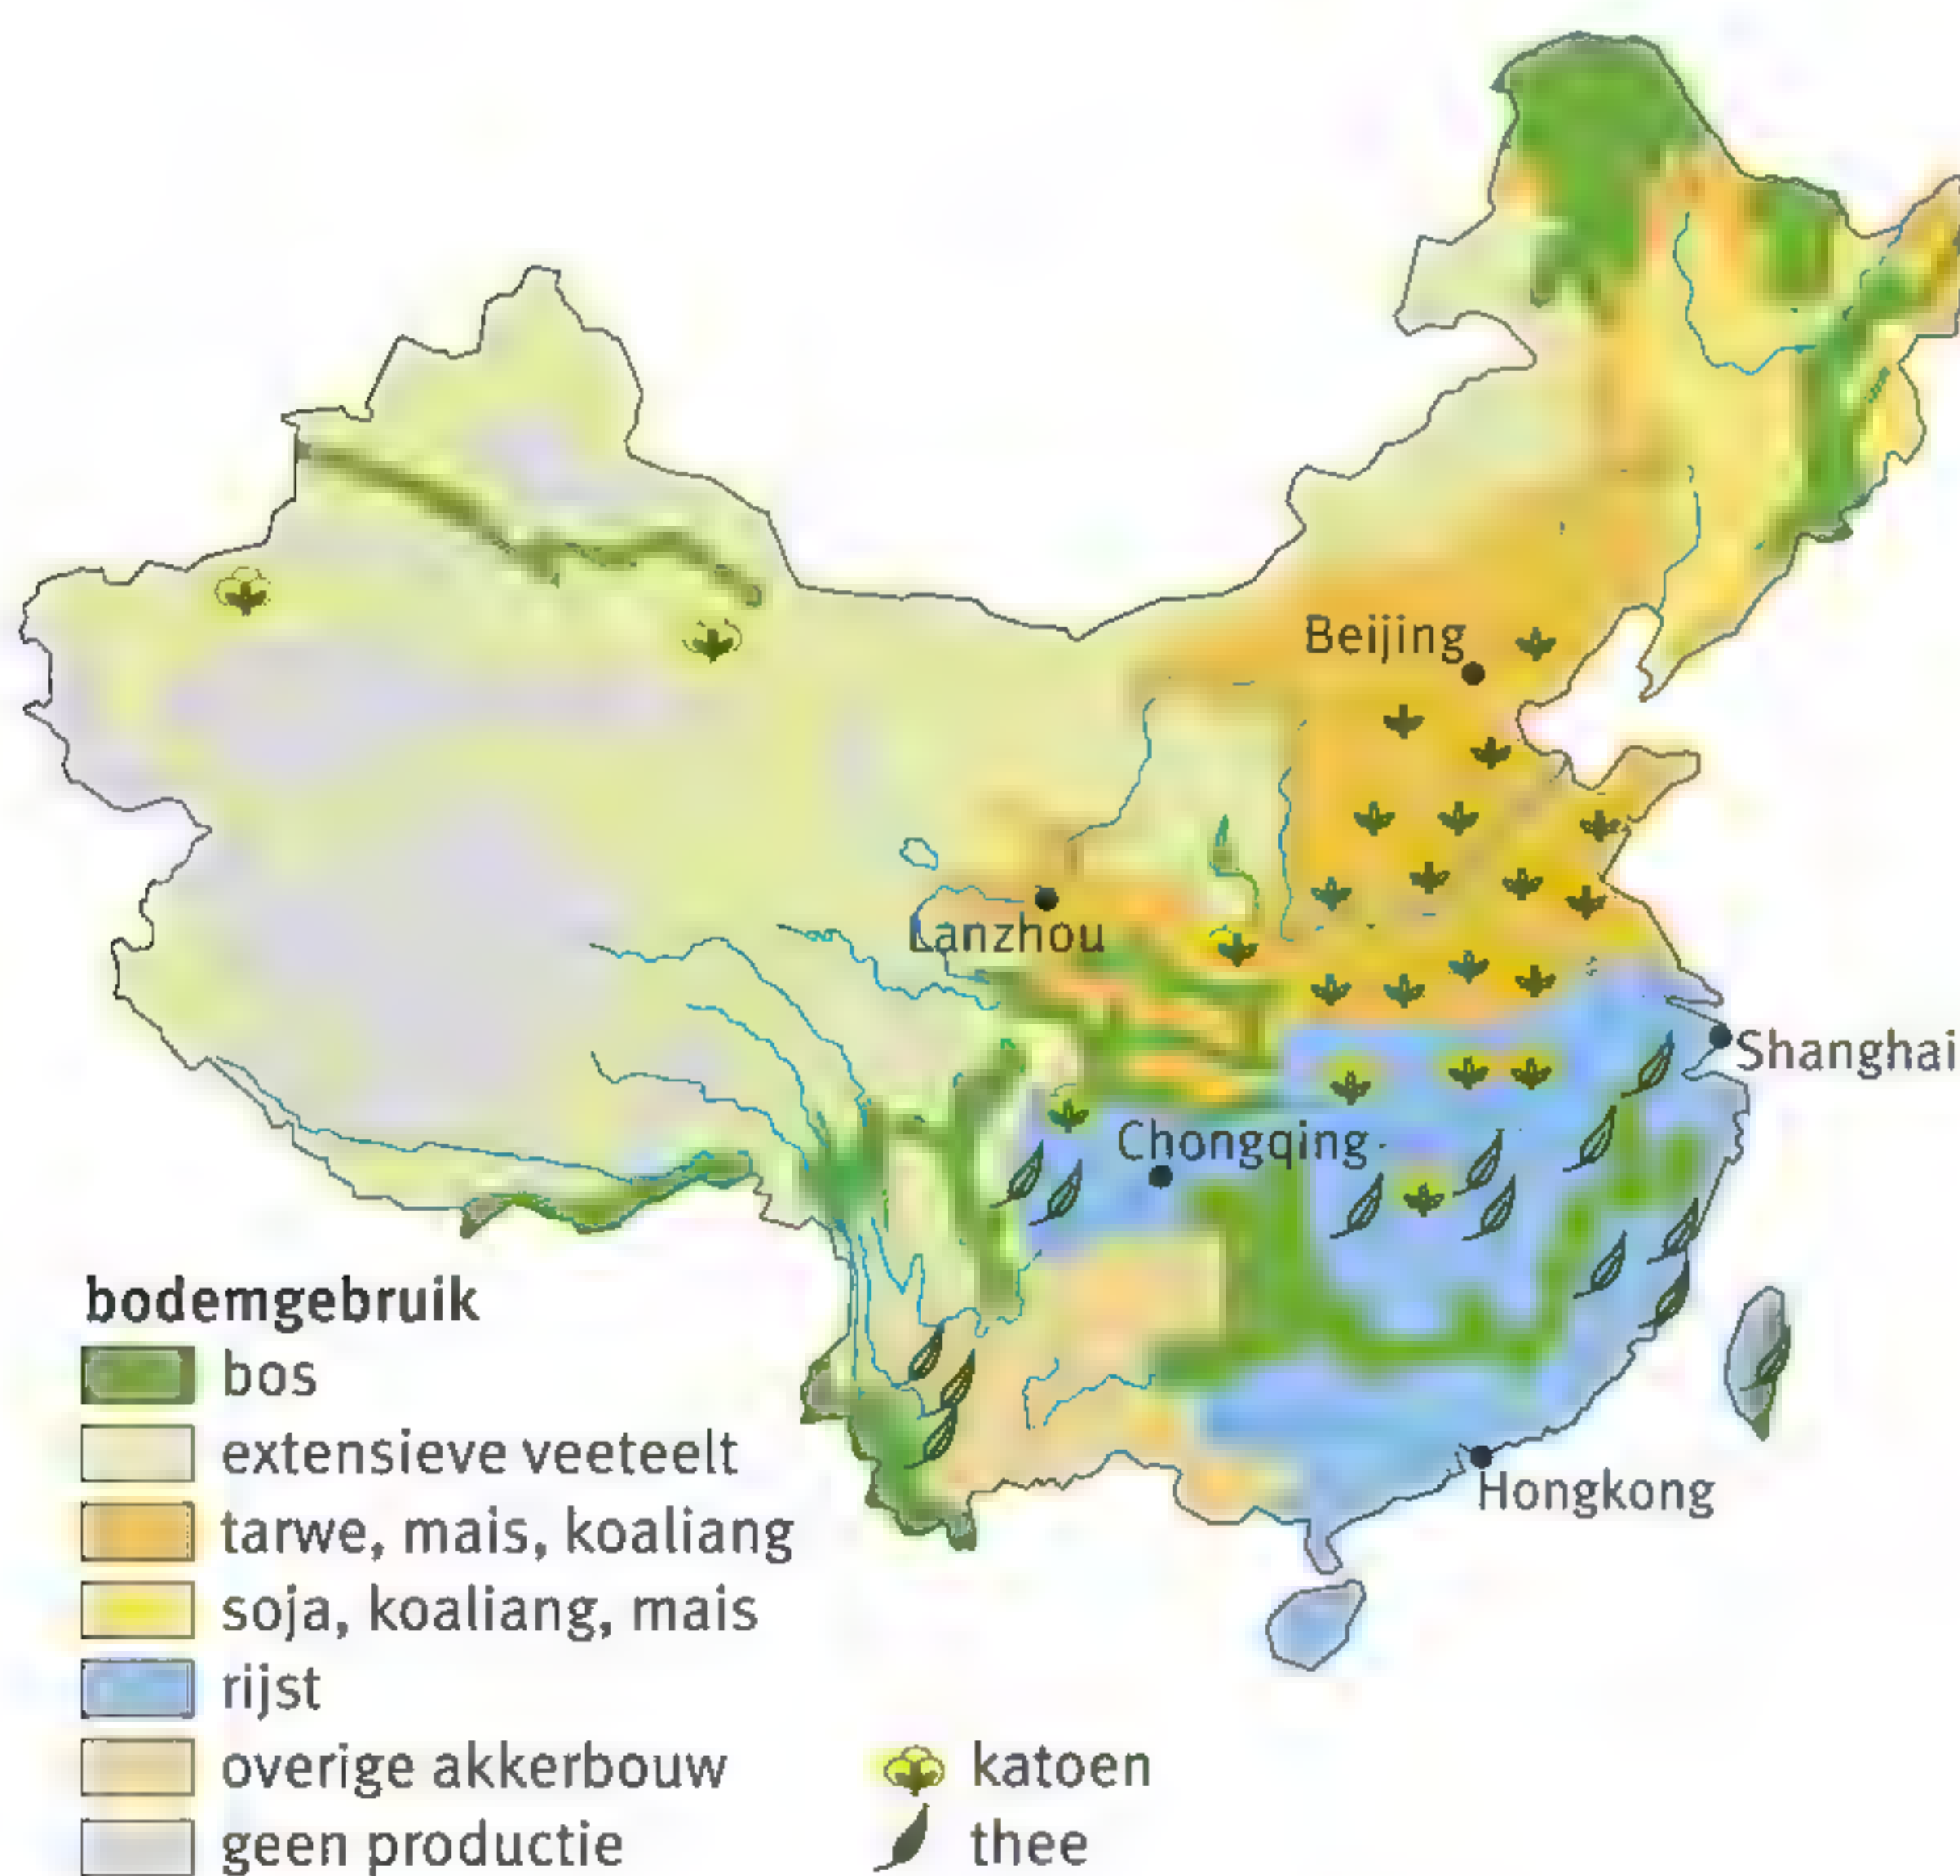 Beijing
Lanzhou
Shanghai
Chongqing
Hongkong
bodemgebruik
bos
extensieve veeteelt
tarwe, mais, koaliang
soja, koaliang, mais
rijst
overige akkerbouw
geen productie
katoen
thee